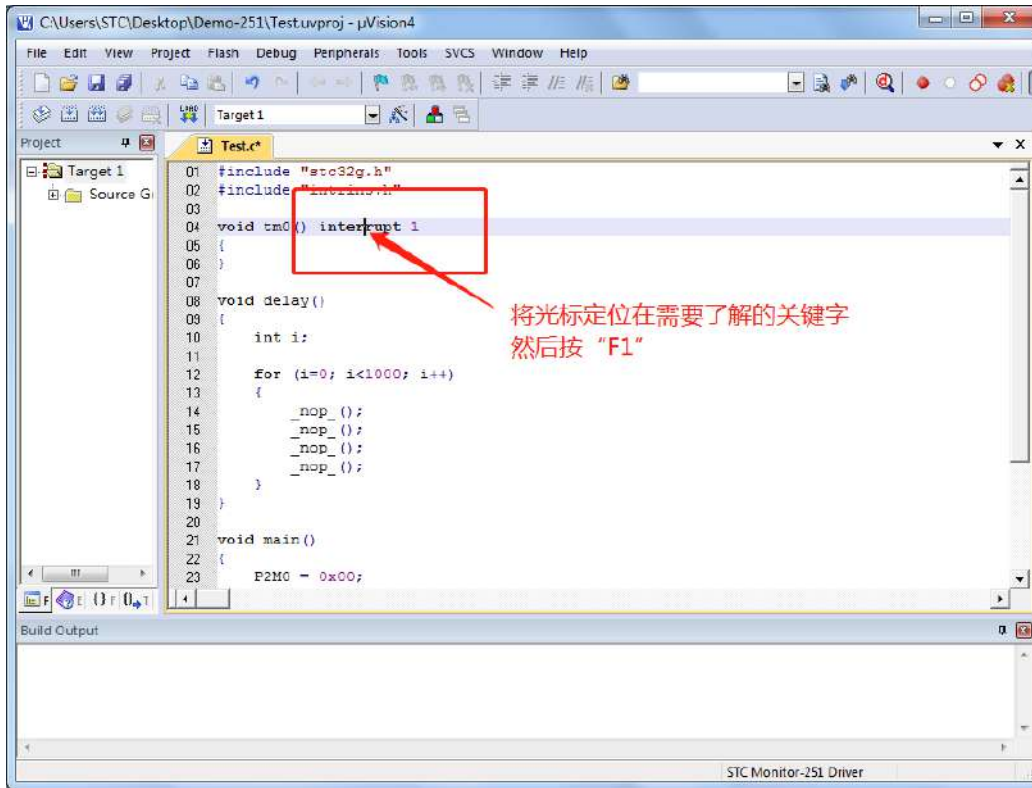 C:\Users\STC\Desktop\Demo-251\Test.uvproj - µVision4
File Edit View Project Flash Debug Peripherals Tools SVCS Window Help
Target 1
Project
Test.c*
Target 1
Source G
01 #include "stc32g.h"
02 #include "intrins.h"
03
04 void tm0() interrupt 1
05 {
06 }
07
08 void delay()
09 {
10 int i;
11
12 for (i=0; i<1000; i++)
13 {
14 _nop_();
15 _nop_();
16 _nop_();
17 _nop_();
18 }
19 }
20
21 void main()
22 {
23 P2M0 = 0x00;
将光标定位在需要了解的关键字
然后按“F1”
Build Output
STC Monitor-251 Driver